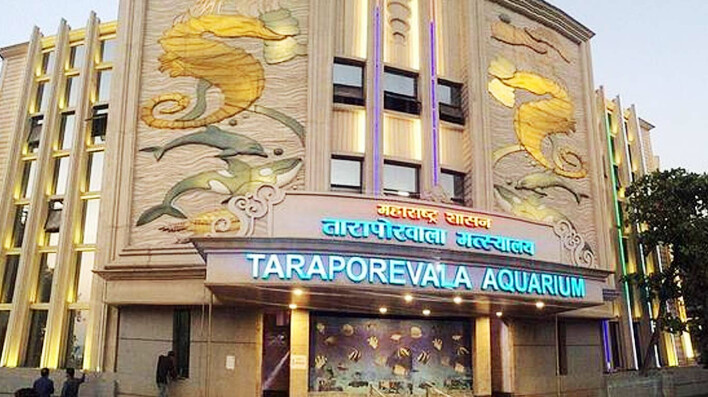 महाराष्ट्र शासन
तारापोरवाला मत्स्यालय
TARAPOREVALA AQUARIUM